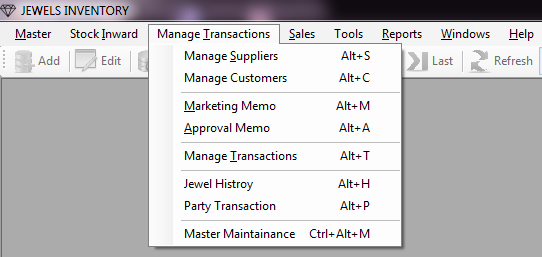 JEWELS INVENTORY
Master Stock Inward Manage Transactions Sales Tools Reports Windows Help
Add Edit Last Refresh
Manage Suppliers Alt+S
Manage Customers Alt+C
Marketing Memo Alt+M
Approval Memo Alt+A
Manage Transactions Alt+T
Jewel Histroy Alt+H
Party Transaction Alt+P
Master Maintainance Ctrl+Alt+M